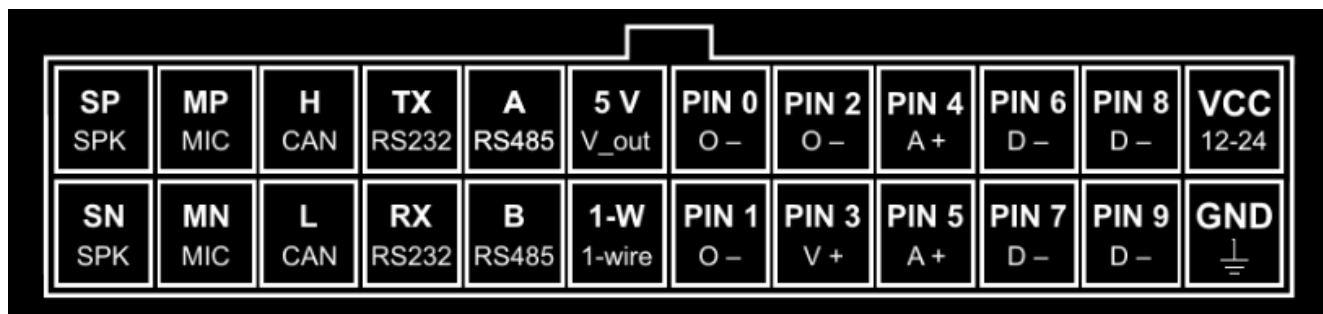 SP MP H TX A 5 V PIN 0 PIN 2 PIN 4 PIN 6 PIN 8 VCC
SPK MIC CAN RS232 RS485 V_out O – O – A + D – D – 12-24
SN MN L RX B 1-W PIN 1 PIN 3 PIN 5 PIN 7 PIN 9 GND
SPK MIC CAN RS232 RS485 1-wire O – V + A + D – D –